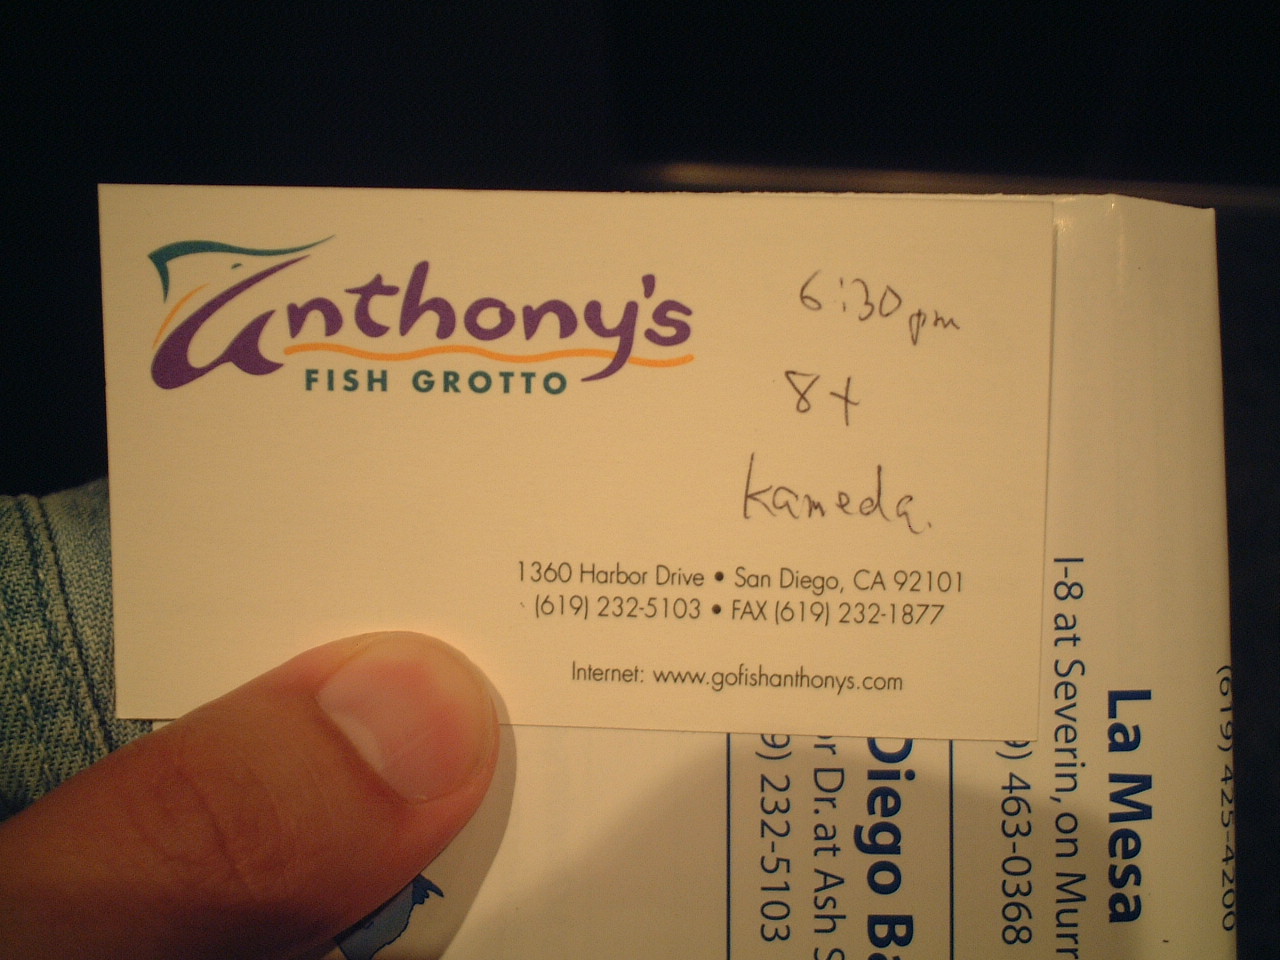 Anthony's
FISH GROTTO
6:30 pm
8+
Kameda.
1360 Harbor Drive • San Diego, CA 92101
(619) 232-5103 • FAX (619) 232-1877
Internet: www.gofishanthonys.com
(619) 425-4200
La Mesa
I-8 at Severin, on
463-0368
Diego
Dr. at Ash
232-5103